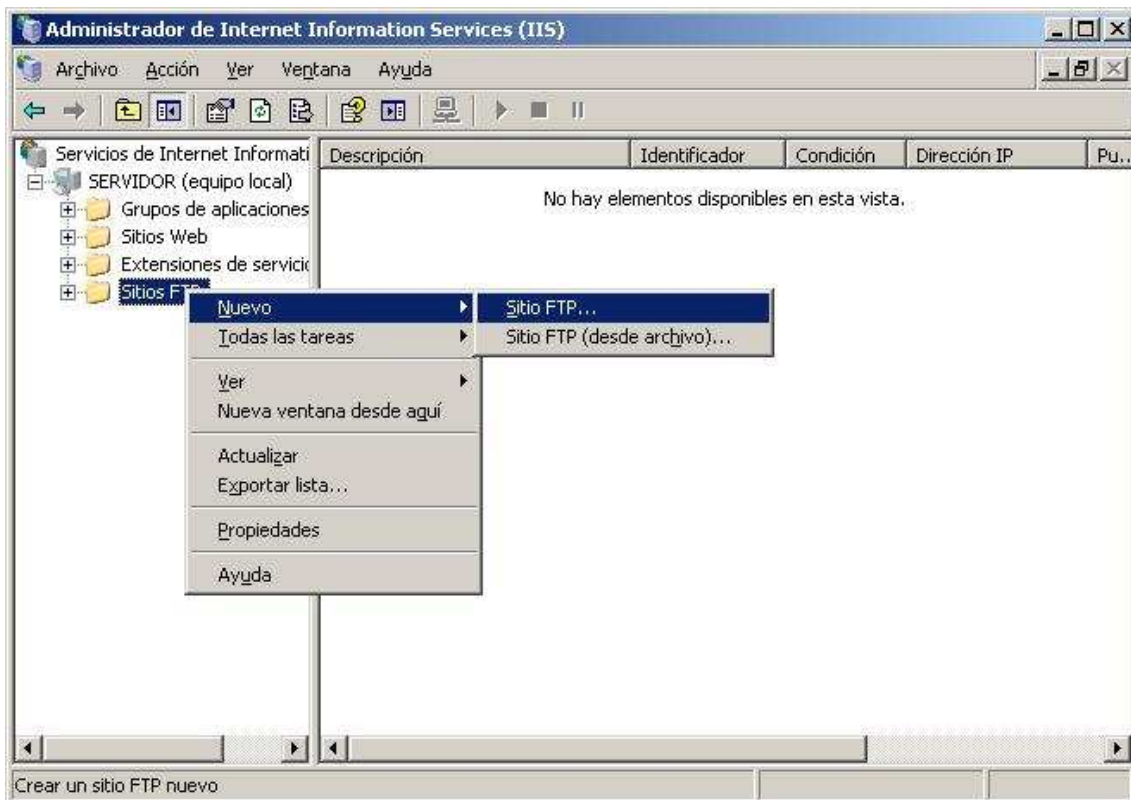 Administrador de Internet Information Services (IIS)
Archivo Acción Ver Ventana Ayuda
Servicios de Internet Informati
SERVIDOR (equipo local)
Grupos de aplicaciones
Sitios Web
Extensiones de servicio
Sitios FTP
Descripción Identificador Condición Dirección IP Pu...
No hay elementos disponibles en esta vista.
Nuevo
Todas las tareas
Ver
Nueva ventana desde aquí
Actualizar
Exportar lista...
Propiedades
Ayuda
Sitio FTP...
Sitio FTP (desde archivo)...
Crear un sitio FTP nuevo